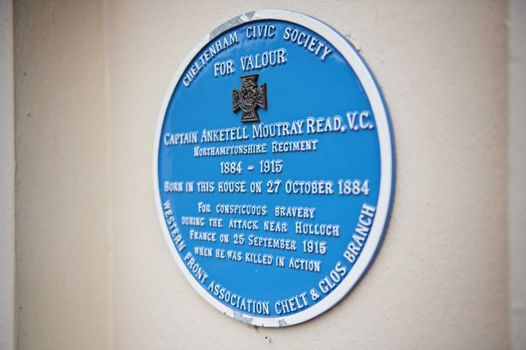 CHELTENHAM CIVIC SOCIETY
FOR VALOUR
CAPTAIN ANKETELL MOUTRAY READ, V.C.
NORTHAMPTONSHIRE REGIMENT
1884 - 1915
BORN IN THIS HOUSE ON 27 OCTOBER 1884
FOR CONSPICUOUS BRAVERY
DURING THE ATTACK NEAR HULLUCH
FRANCE ON 25 SEPTEMBER 1915
WHEN HE WAS KILLED IN ACTION
WESTERN FRONT ASSOCIATION CHELT & GLOS BRANCH